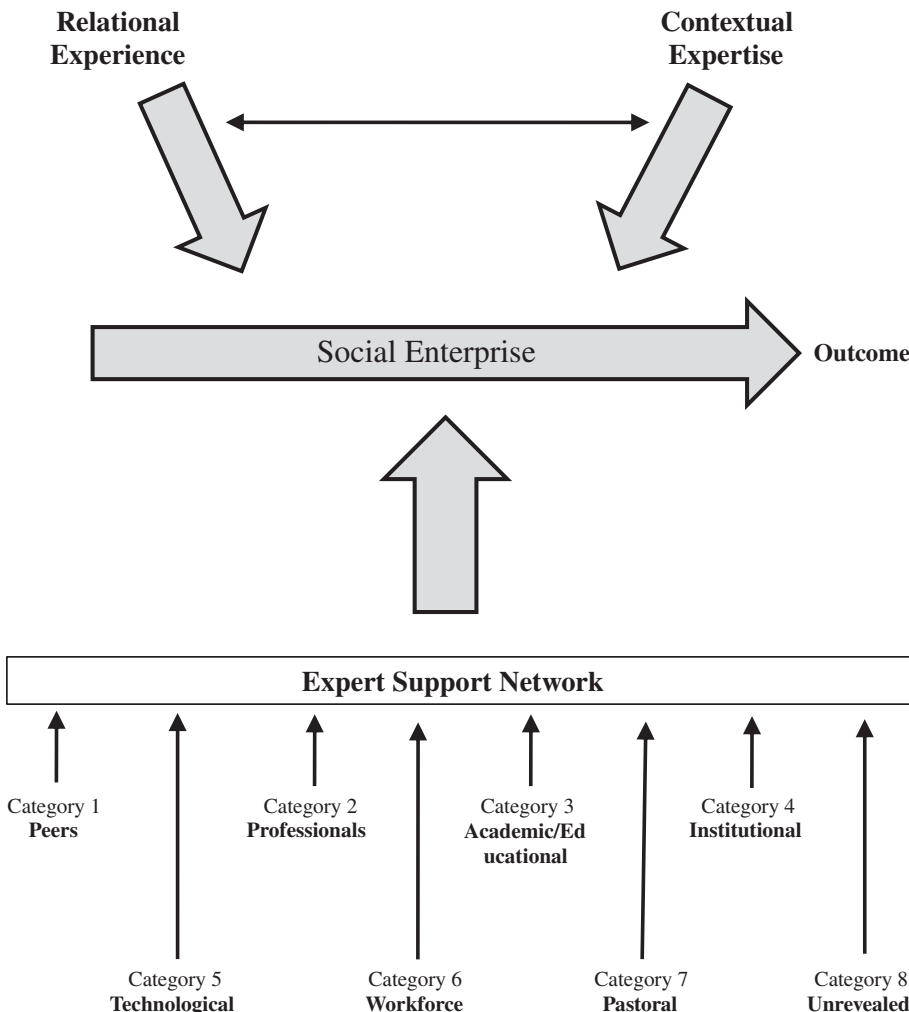 Relational
Experience
Contextual
Expertise
Social Enterprise
Outcome
Expert Support Network
Category 1
Peers
Category 2
Professionals
Category 3
Academic/Ed
ucational
Category 4
Institutional
Category 5
Technological
Category 6
Workforce
Category 7
Pastoral
Category 8
Unrevealed